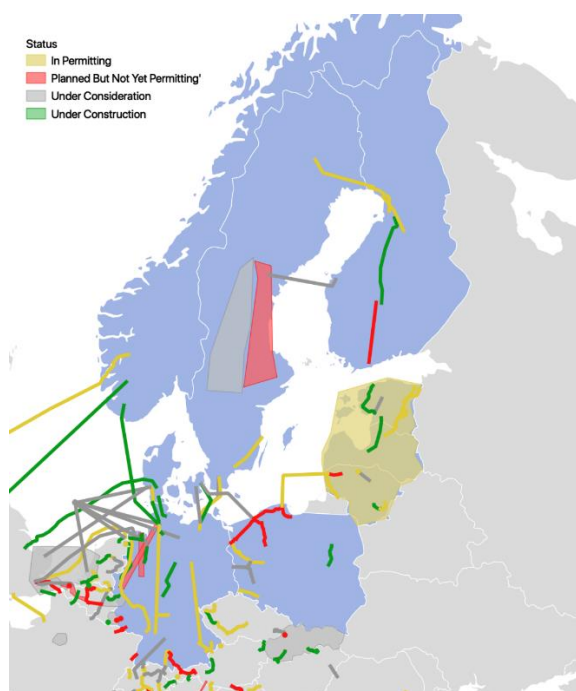 Status
In Permitting
Planned But Not Yet Permitting'
Under Consideration
Under Construction